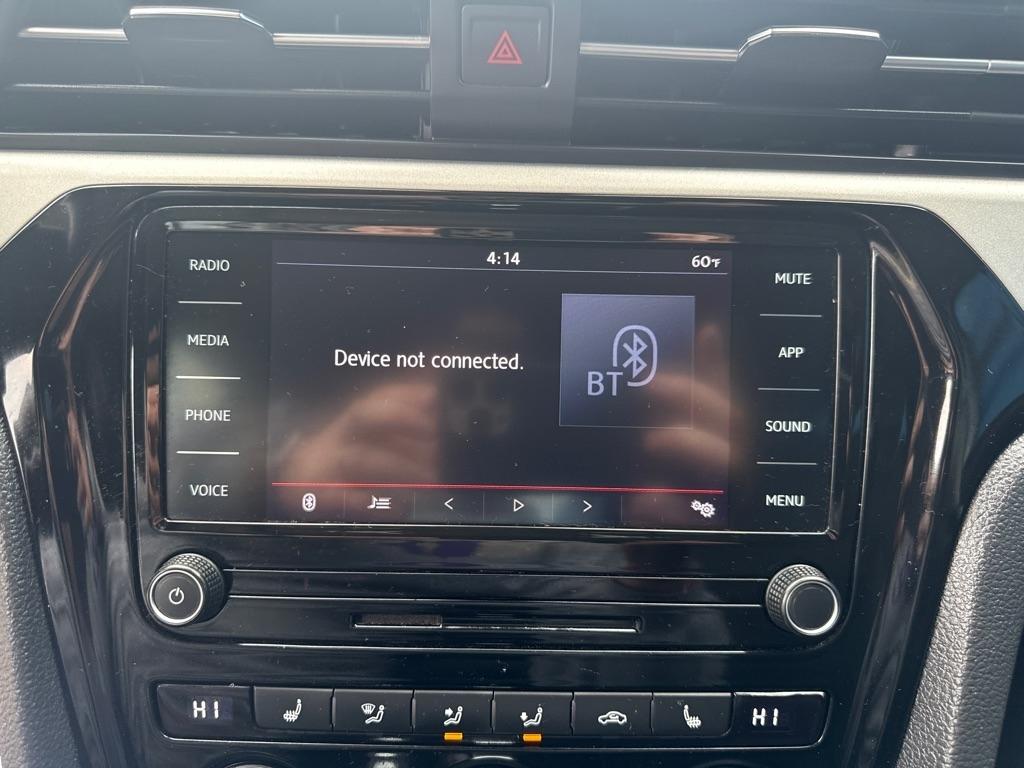 4:14
60°F
RADIO
MEDIA
PHONE
VOICE
Device not connected.
BT
MUTE
APP
SOUND
MENU
HI
HI